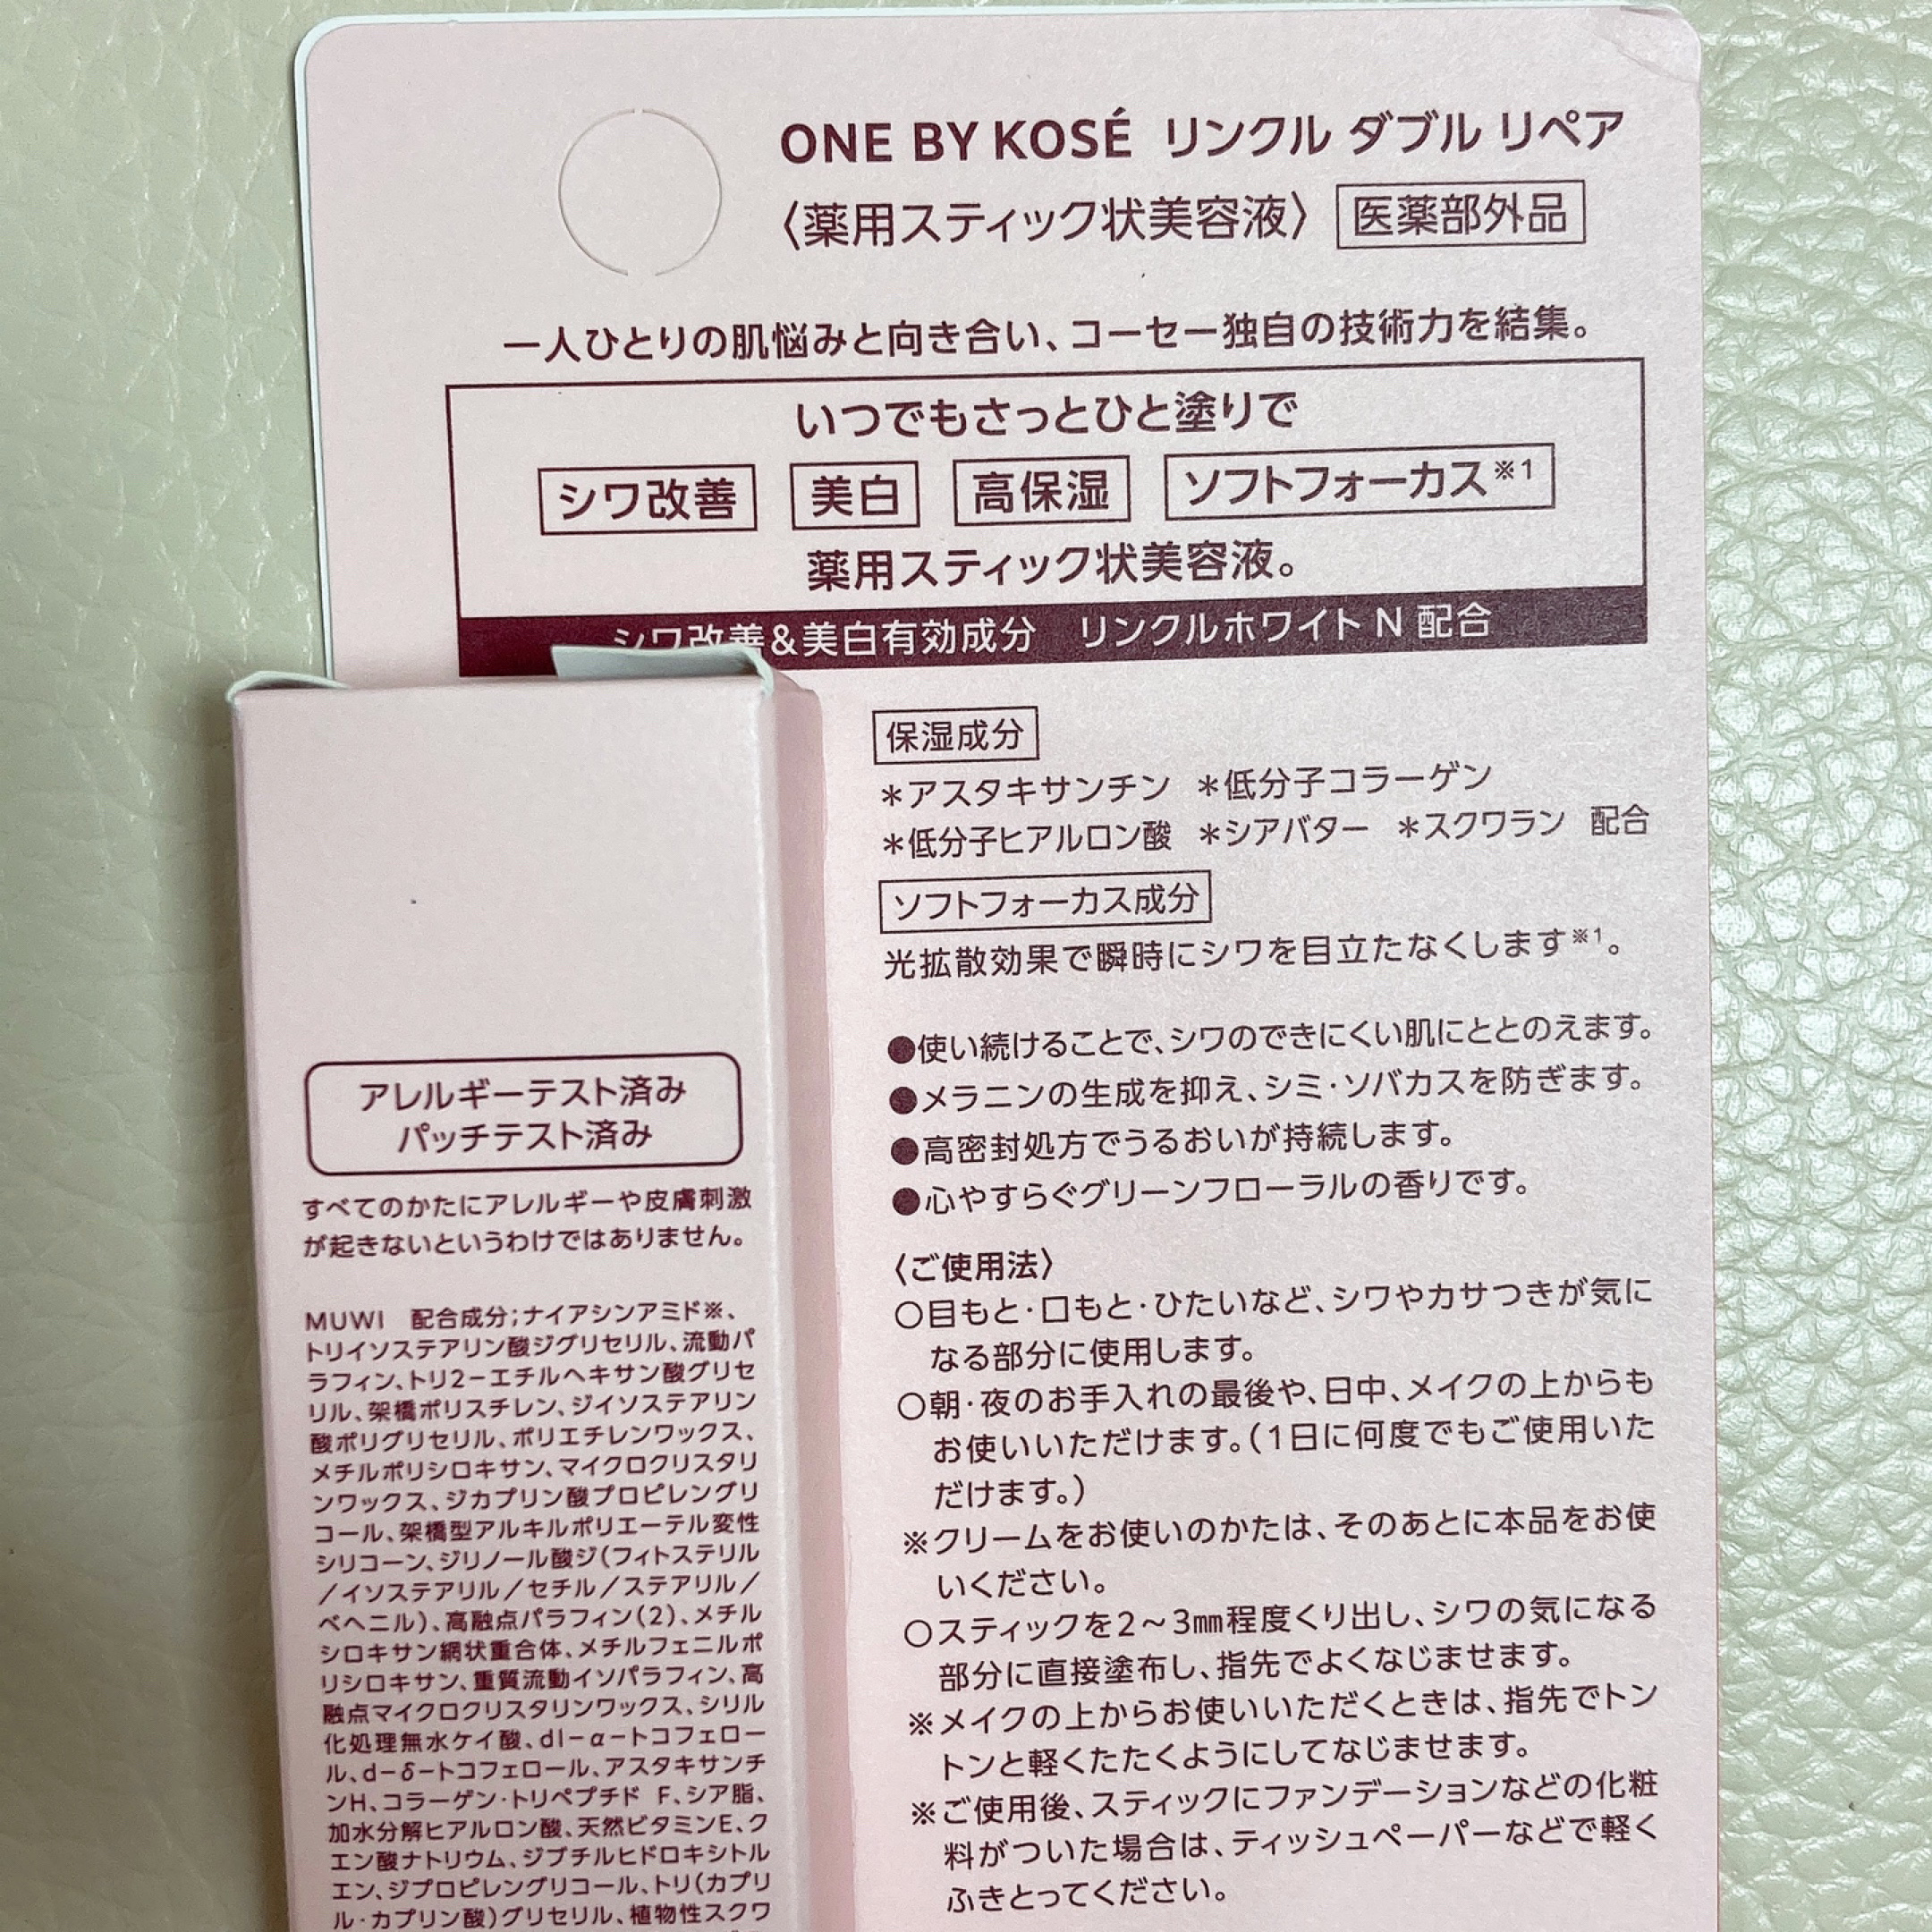 ONE BY KOSÉ リンクル ダブル リペア
〈薬用スティック状美容液〉 医薬部外品
一人ひとりの肌悩みと向き合い、コーセー独自の技術力を結集。
いつでもさっとひと塗りで
シワ改善 美白 高保湿 ソフトフォーカス※1
薬用スティック状美容液。
シワ改善&美白有効成分 リンクルホワイト N 配合
保湿成分
＊アスタキサンチン ＊低分子コラーゲン
＊低分子ヒアルロン酸 ＊シアバター ＊スクワラン 配合
ソフトフォーカス成分
光拡散効果で瞬時にシワを目立たなくします※1。
●使い続けることで、シワのできにくい肌にととのえます。
●メラニンの生成を抑え、シミ・ソバカスを防ぎます。
●高密封処方でうるおいが持続します。
●心やすらぐグリーンフローラルの香りです。
〈ご使用法〉
○目もと・口もと・ひたいなど、シワやカサつきが気に
なる部分に使用します。
○朝・夜のお手入れの最後や、日中、メイクの上からも
お使いいただけます。(1日に何度でもご使用いた
だけます。)
※クリームをお使いのかたは、そのあとに本品をお使
いください。
○スティックを2～3㎜程度くり出し、シワの気になる
部分に直接塗布し、指先でよくなじませます。
※メイクの上からお使いいただくときは、指先でトン
トンと軽くたたくようにしてなじませます。
※ご使用後、スティックにファンデーションなどの化粧
料がついた場合は、ティッシュペーパーなどで軽く
ふきとってください。
アレルギーテスト済み
パッチテスト済み
すべてのかたにアレルギーや皮膚刺激
が起きないというわけではありません。
MUWI 配合成分;ナイアシンアミド※、
トリイソステアリン酸ジグリセリル、流動パ
ラフィン、トリ2−エチルヘキサン酸グリセ
リル、架橋ポリスチレン、ジイソステアリン
酸ポリグリセリル、ポリエチレンワックス、
メチルポリシロキサン、マイクロクリスタリ
ンワックス、ジカプリン酸プロピレングリ
コール、架橋型アルキルポリエーテル変性
シリコーン、ジリノール酸ジ(フィトステリル
／イソステアリル／セチル／ステアリル／
ベヘニル)、高融点パラフィン(2)、メチル
シロキサン網状重合体、メチルフェニルポ
リシロキサン、重質流動イソパラフィン、高
融点マイクロクリスタリンワックス、シリル
化処理無水ケイ酸、dl−α−トコフェロー
ル、d−δ−トコフェロール、アスタキサンチ
ンH、コラーゲン・トリペプチド F、シア脂、
加水分解ヒアルロン酸、天然ビタミンE、ク
エン酸ナトリウム、ジブチルヒドロキシトル
エン、ジプロピレングリコール、トリ(カプリ
ル・カプリン酸)グリセリル、植物性スクワ